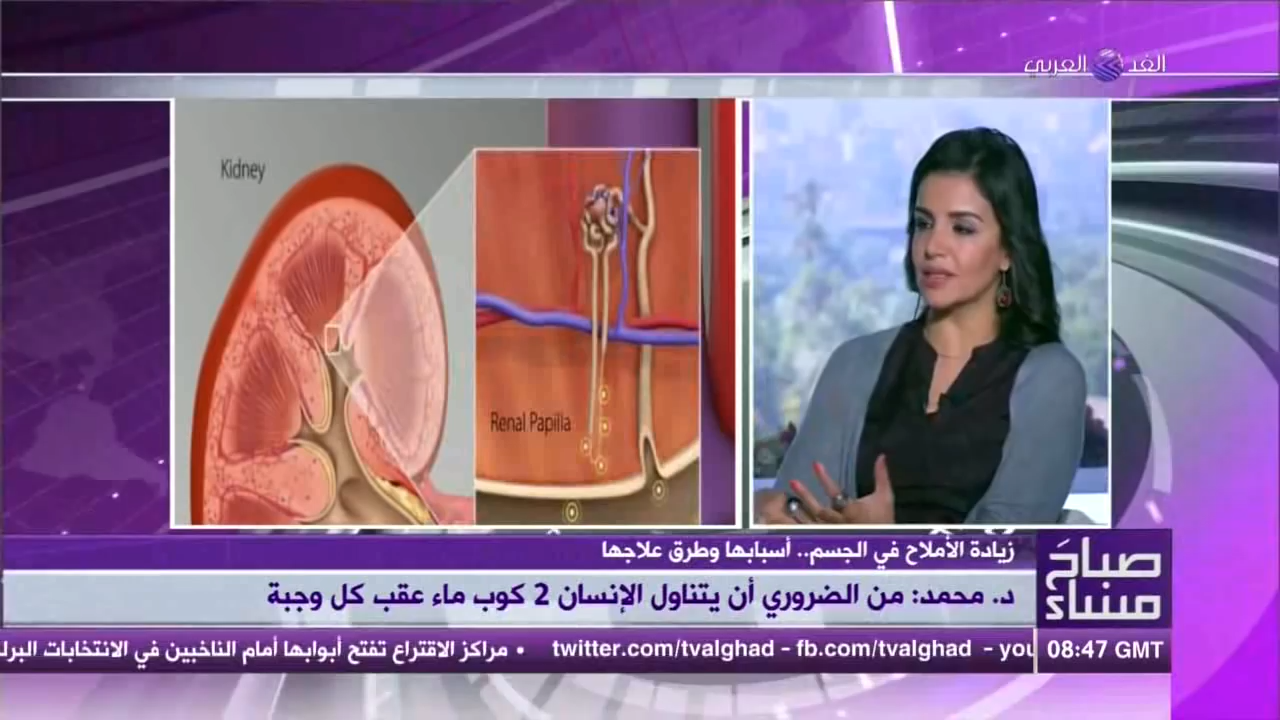 الغد العربي
Kidney
Renal Papilla
زيادة الأملاح في الجسم.. أسبابها وطرق علاجها
صباح مساء
د. محمد: من الضروري أن يتناول الإنسان 2 كوب ماء عقب كل وجبة
08:47 GMT
twitter.com/tvalghad - fb.com/tvalghad - you
• مراكز الاقتراع تفتح أبوابها أمام الناخبين في الانتخابات